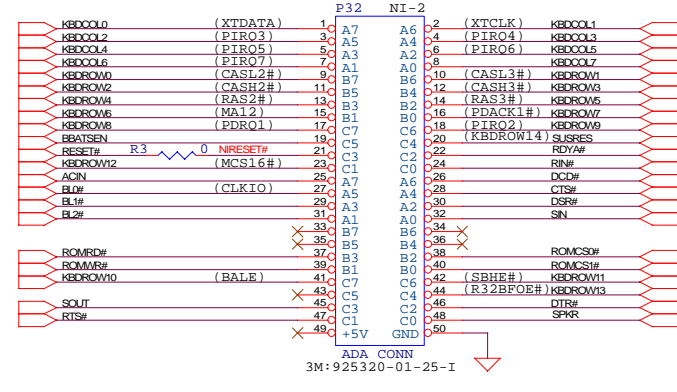 P32 NI-2
KBDCOL0 (XTDATA) 1 A7 A6 2 (XTCLK) KBDCOL1
KBDCOL2 (PIRQ3) 3 A5 A4 4 (PIRQ4) KBDCOL3
KBDCOL4 (PIRQ5) 5 A3 A2 6 (PIRQ6) KBDCOL5
KBDCOL6 (PIRQ7) 7 A1 A0 8 KBDCOL7
KBDROW0 (CASL2#) 9 B7 B6 10 (CASL3#) KBDROW1
KBDROW2 (CASH2#) 11 B5 B4 12 (CASH3#) KBDROW3
KBDROW4 (RAS2#) 13 B3 B2 14 (RAS3#) KBDROW5
KBDROW6 (MA12) 15 B1 B0 16 (PDACK1#) KBDROW7
KBDROW8 (PDRQ1) 17 C7 C6 18 (PIRQ2) KBDROW9
BBATSEN 19 C5 C4 20 (KBDROW14) SUSRES
RESET# R3 0 NIRESET# 21 C3 C2 22 RDYA#
KBDROW12 (MCS16#) 23 C1 C0 24 RIN#
ACIN 25 A7 A6 26 DCD#
BL0# (CLKIO) 27 A5 A4 28 CTS#
BL1# 29 A3 A2 30 DSR#
BL2# 31 A1 A0 32 SIN
33 B7 B6 34
35 B5 B4 36
ROMRD# 37 B3 B2 38 ROMCS0#
ROMWR# 39 B1 B0 40 ROMCS1#
KBDROW10 (BALE) 41 C7 C6 42 (SBHE#) KBDROW11
43 C5 C4 44 (R32BFOE#) KBDROW13
SOUT 45 C3 C2 46 DTR#
RTS# 47 C1 C0 48 SPKR
49 +5V GND 50
ADA CONN
3M:925320-01-25-I